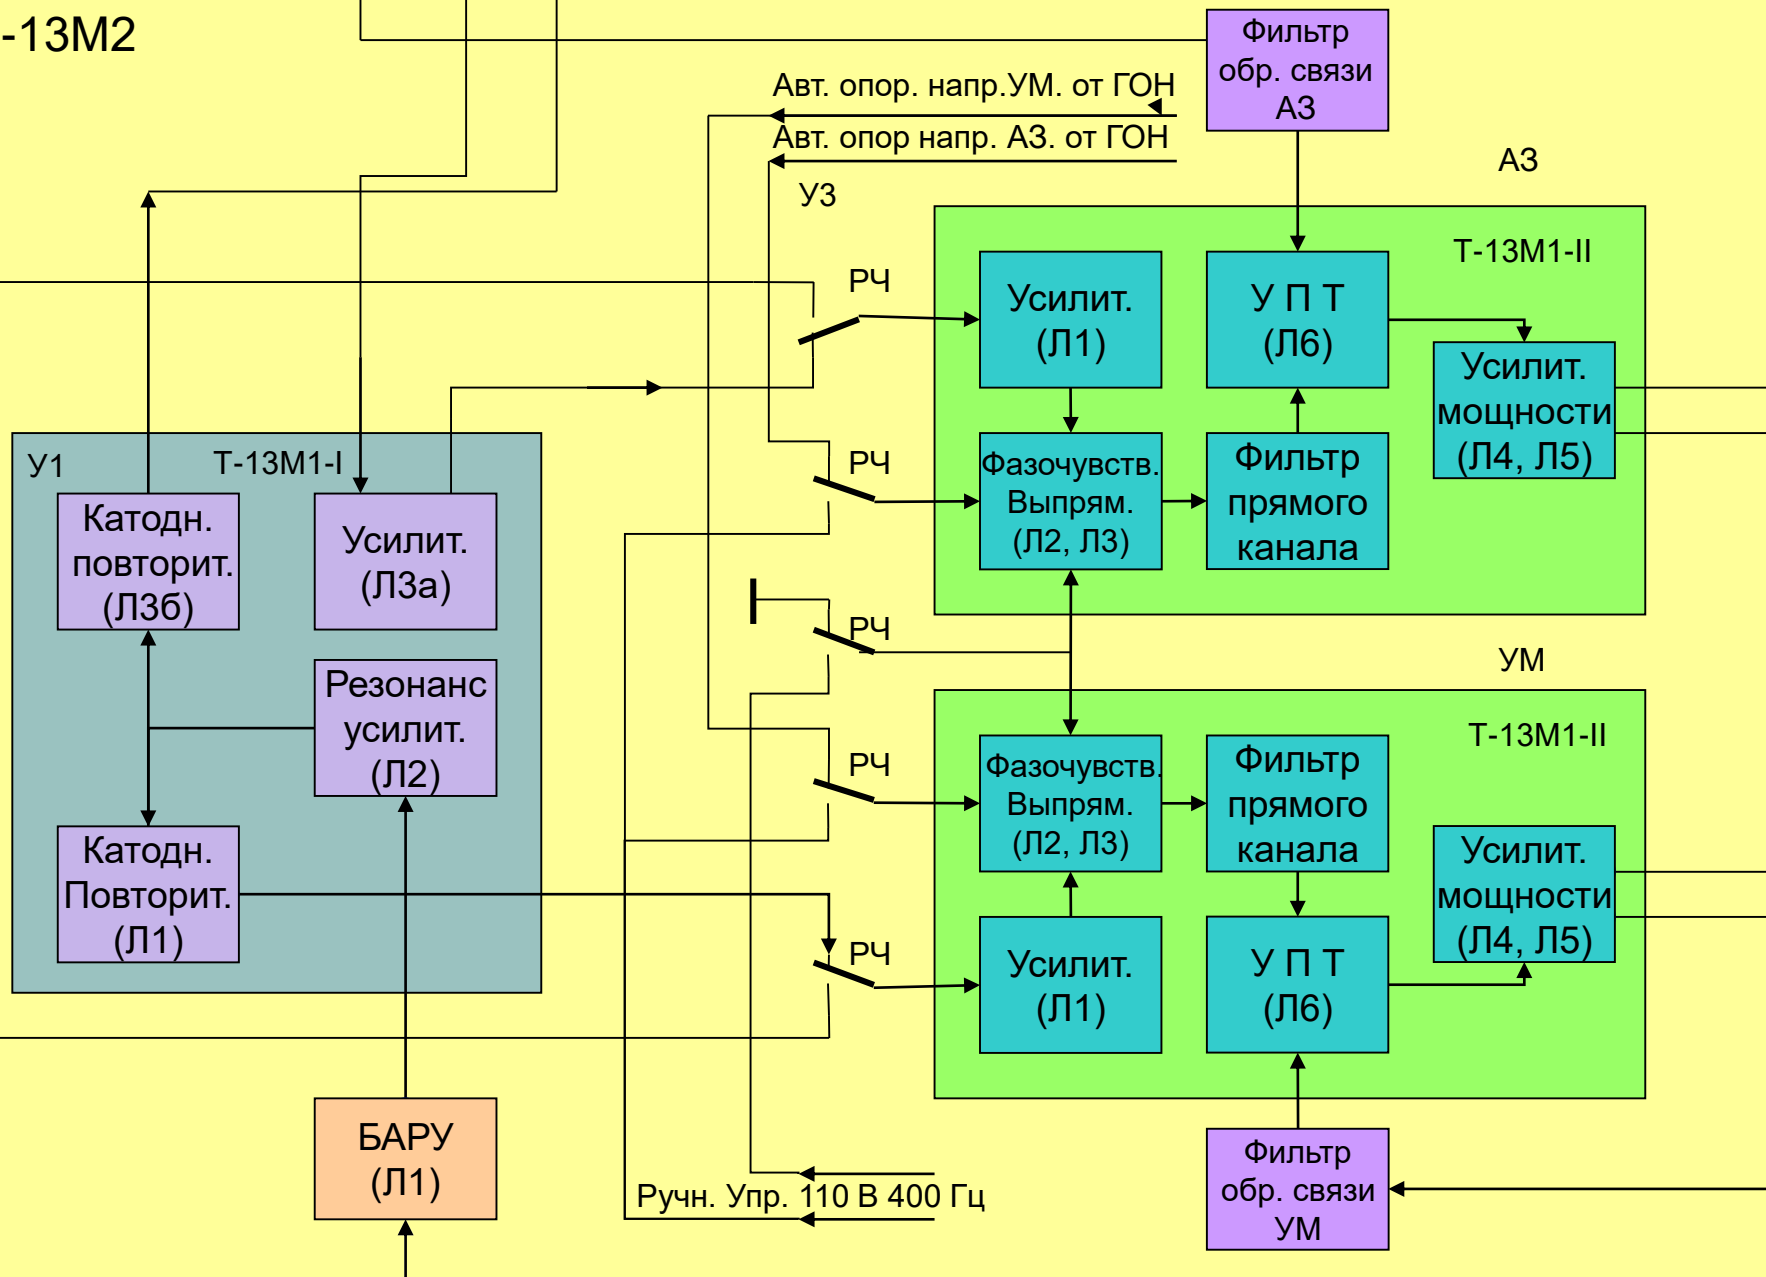 -13М2
Фильтр
обр. связи
АЗ
Авт. опор. напр.УМ. от ГОН
Авт. опор напр. АЗ. от ГОН
У3
АЗ
Т-13М1-II
РЧ
Усилит.
(Л1)
У П Т
(Л6)
Усилит.
мощности
(Л4, Л5)
РЧ
Фазочувств.
Выпрям.
(Л2, Л3)
Фильтр
прямого
канала
У1
Т-13М1-I
Катодн.
повторит.
(Л3б)
Усилит.
(Л3а)
РЧ
Резонанс
усилит.
(Л2)
УМ
Т-13М1-II
РЧ
Фазочувств.
Выпрям.
(Л2, Л3)
Фильтр
прямого
канала
Усилит.
мощности
(Л4, Л5)
Катодн.
Повторит.
(Л1)
РЧ
Усилит.
(Л1)
У П Т
(Л6)
БАРУ
(Л1)
Ручн. Упр. 110 В 400 Гц
Фильтр
обр. связи
УМ